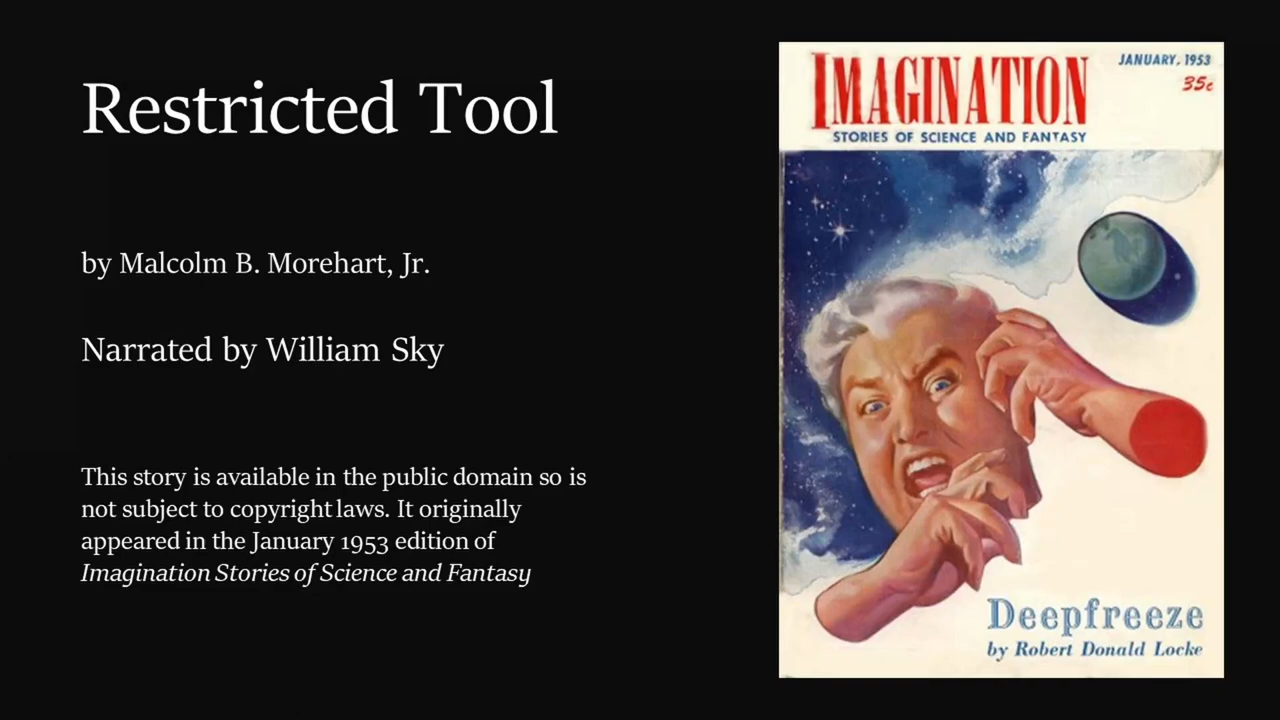 Restricted Tool
by Malcolm B. Morehart, Jr.
Narrated by William Sky
This story is available in the public domain so is
not subject to copyright laws. It originally
appeared in the January 1953 edition of
Imagination Stories of Science and Fantasy
IMAGINATION
JANUARY, 1953
35c
STORIES OF SCIENCE AND FANTASY
Deepfreeze
by Robert Donald Locke